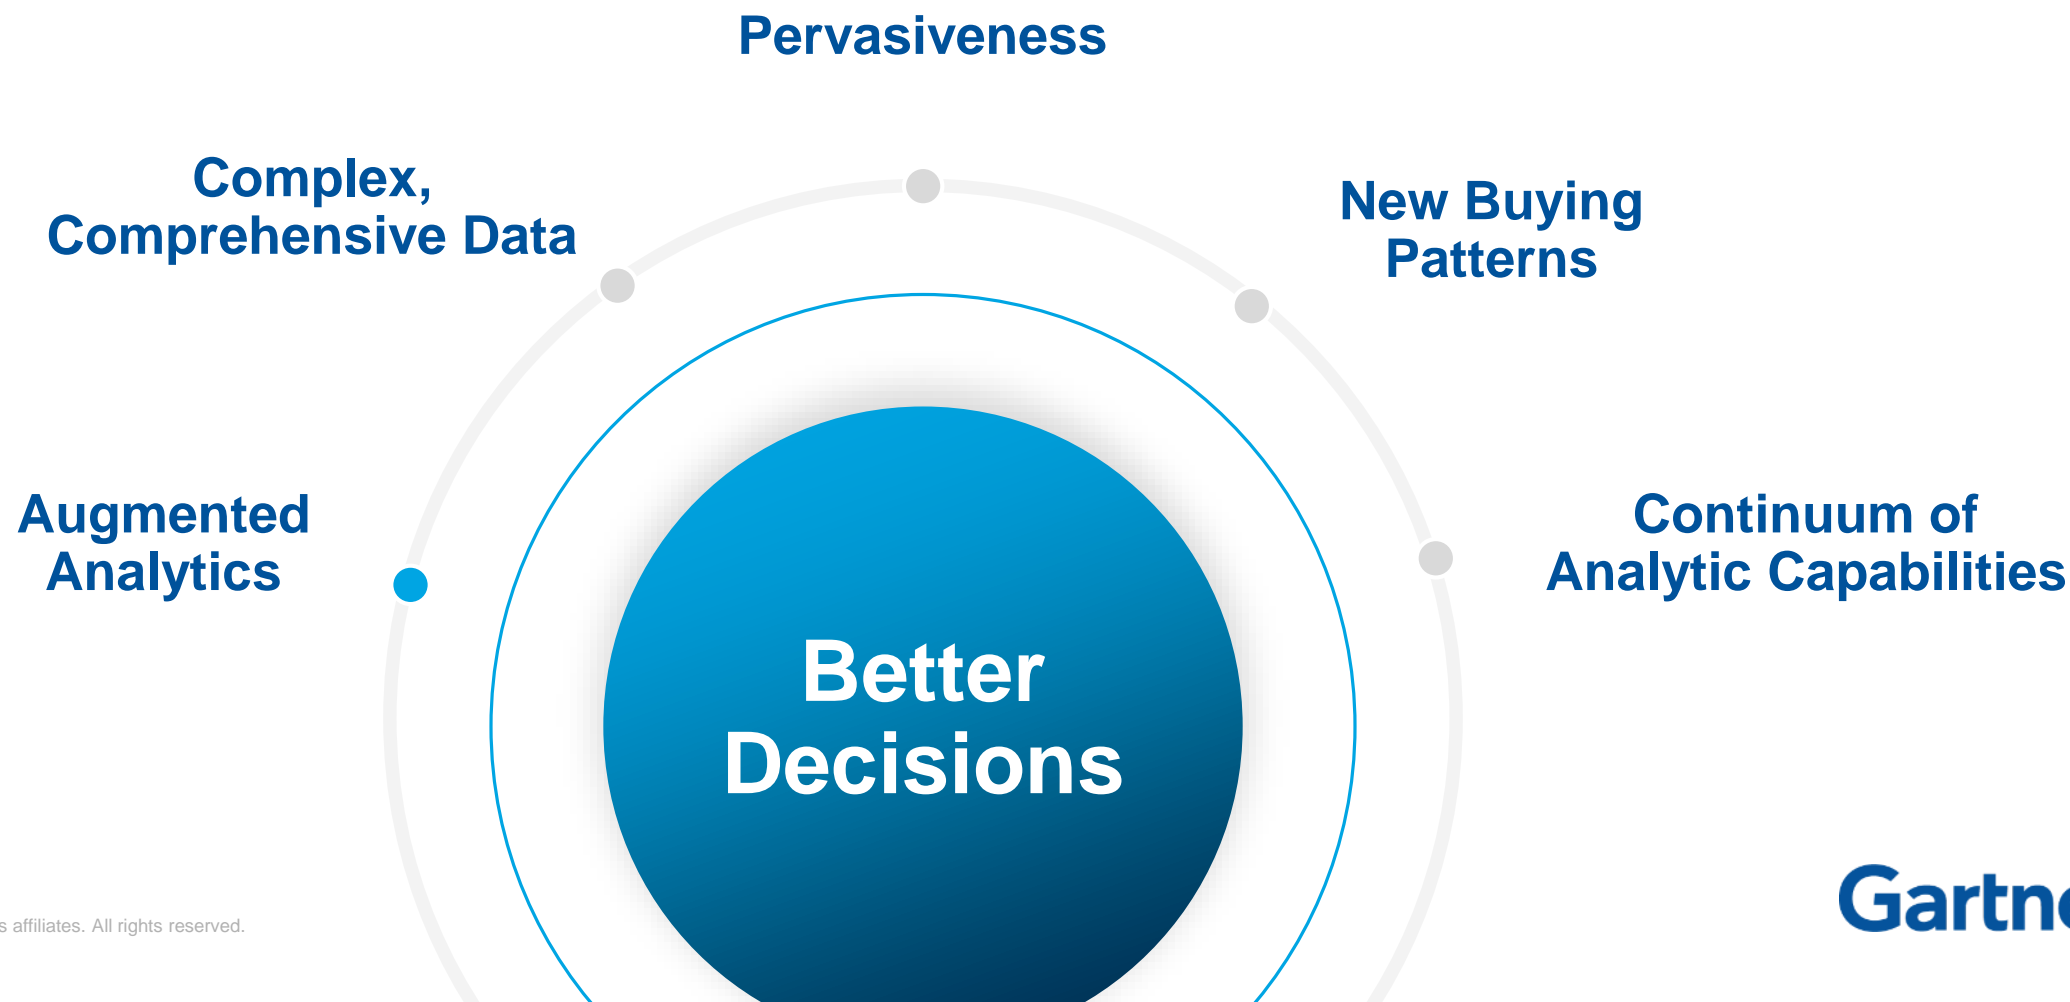 Pervasiveness
Complex,
Comprehensive Data
New Buying
Patterns
Augmented
Analytics
Continuum of
Analytic Capabilities
Better
Decisions
affiliates. All rights reserved.